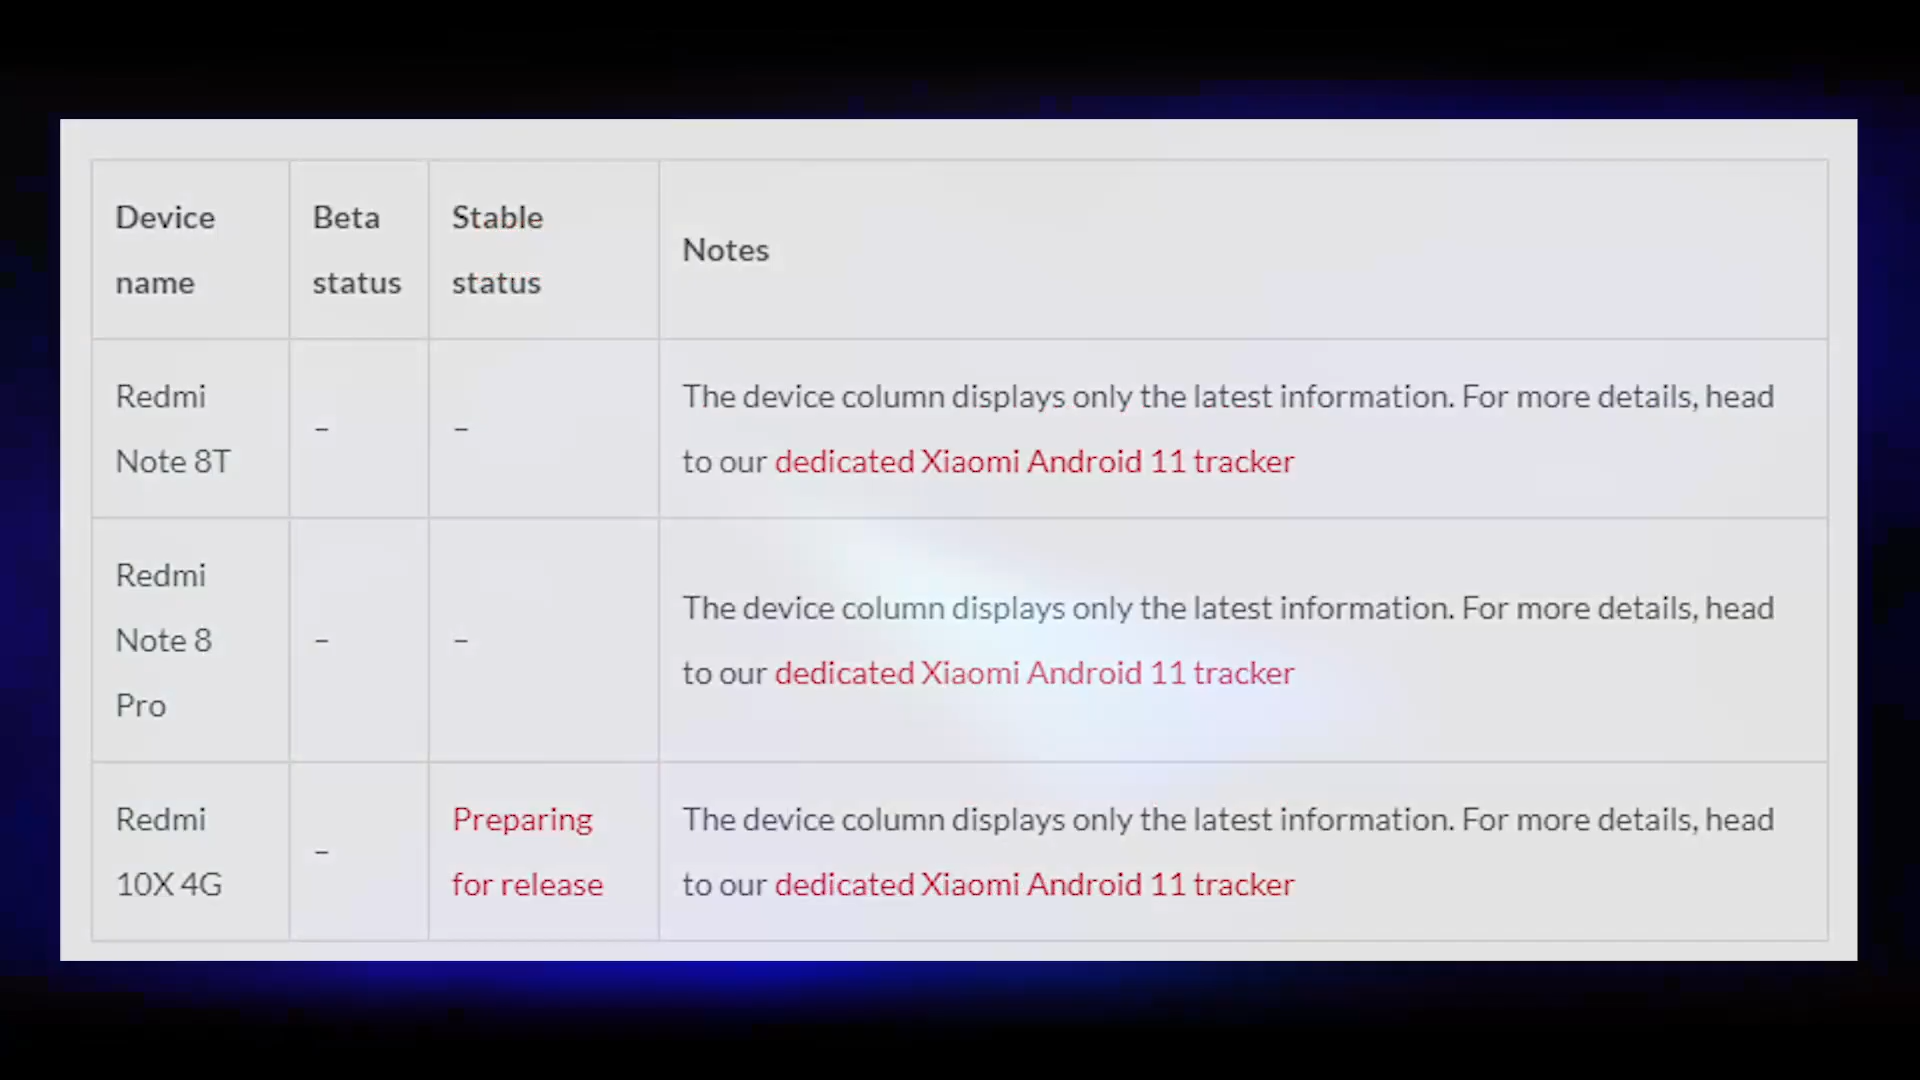 Device
name
Beta
status
Stable
status
Notes
Redmi
Note 8T
–
–
The device column displays only the latest information. For more details, head
to our dedicated Xiaomi Android 11 tracker
Redmi
Note 8
Pro
–
–
The device column displays only the latest information. For more details, head
to our dedicated Xiaomi Android 11 tracker
Redmi
10X 4G
–
Preparing
for release
The device column displays only the latest information. For more details, head
to our dedicated Xiaomi Android 11 tracker